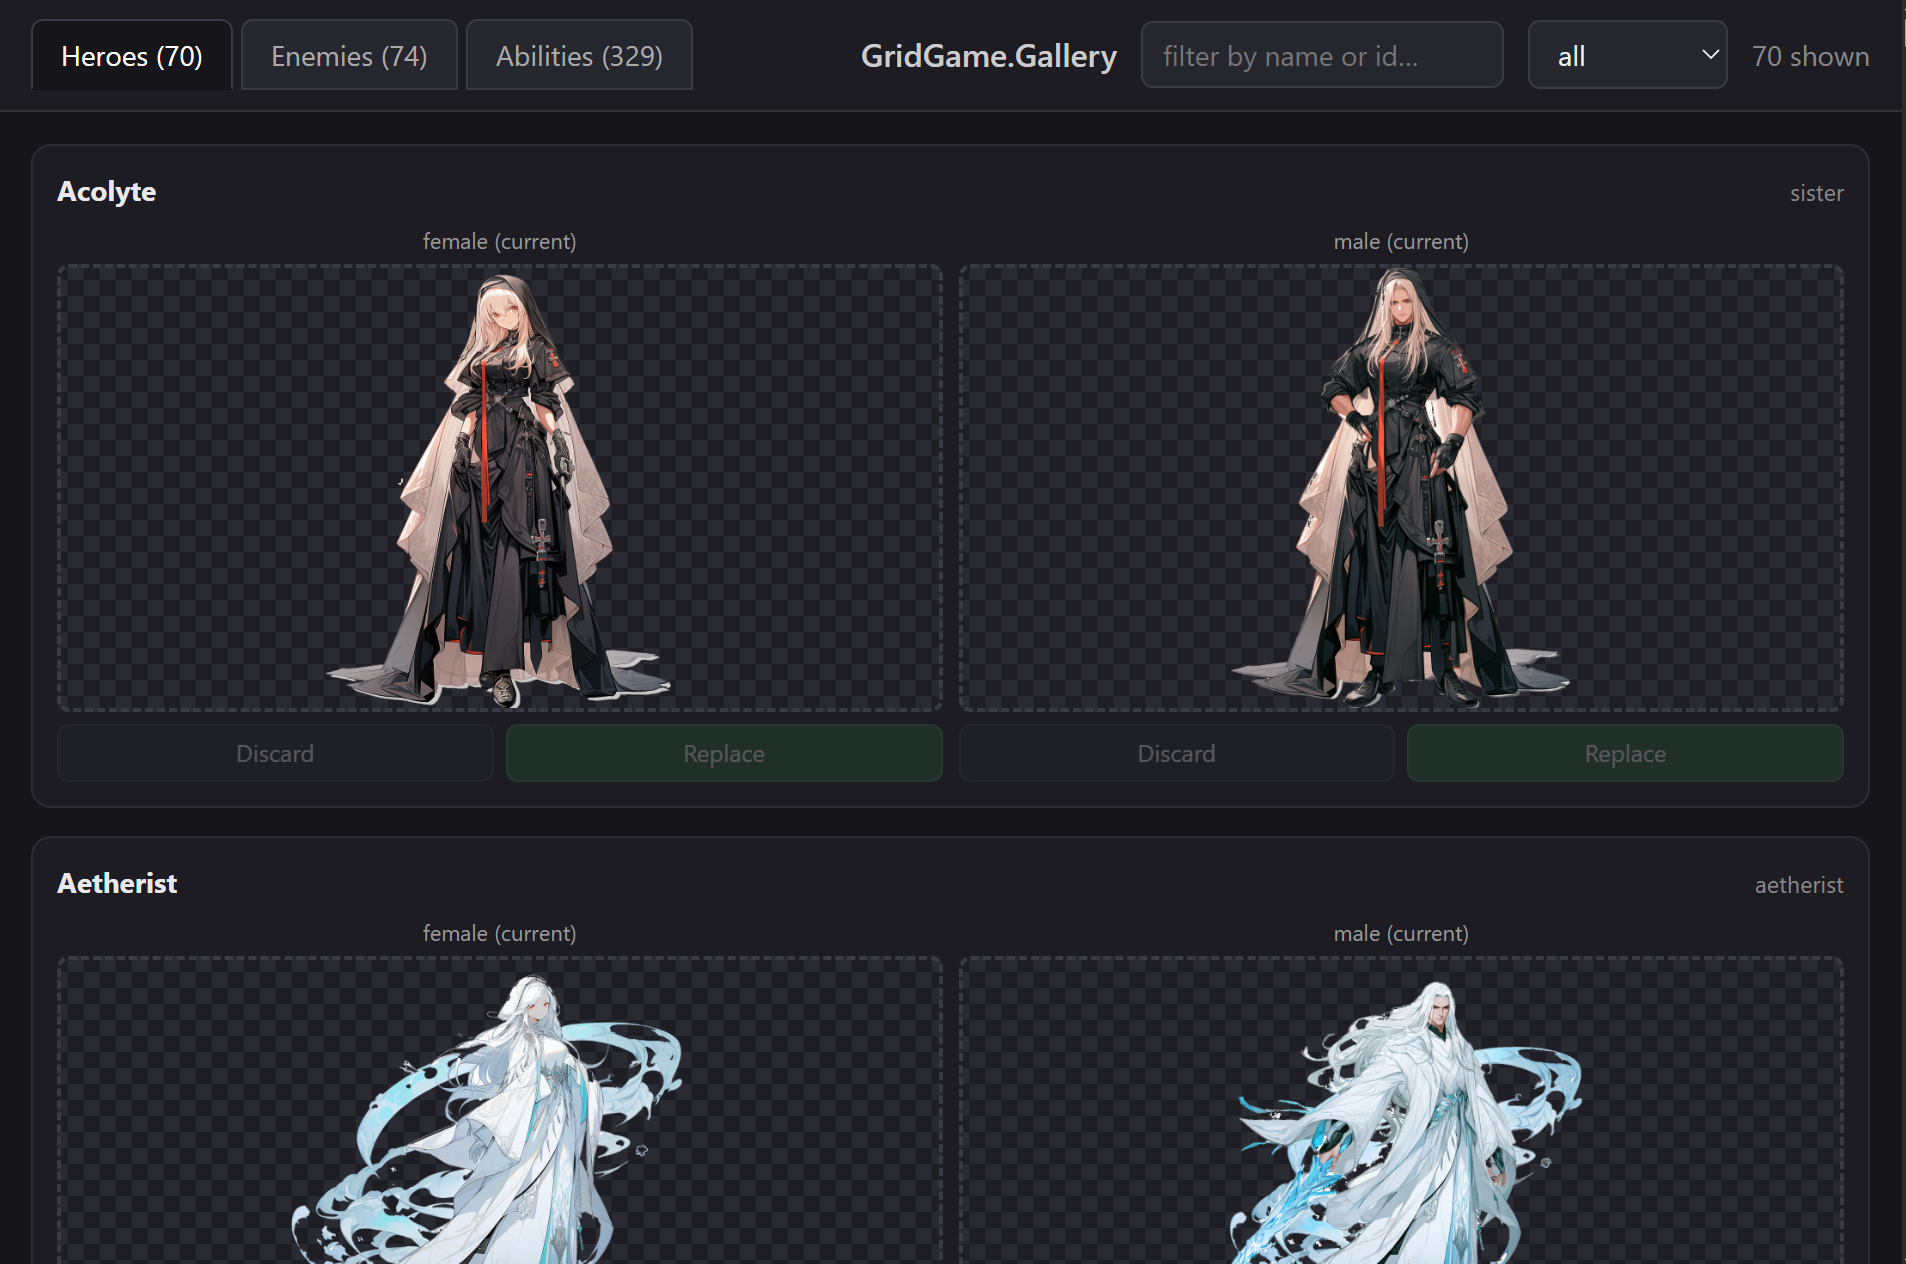 Heroes (70) Enemies (74) Abilities (329) GridGame.Gallery filter by name or id... all 70 shown
Acolyte sister
female (current) male (current)
Discard Replace Discard Replace
Aetherist aetherist
female (current) male (current)